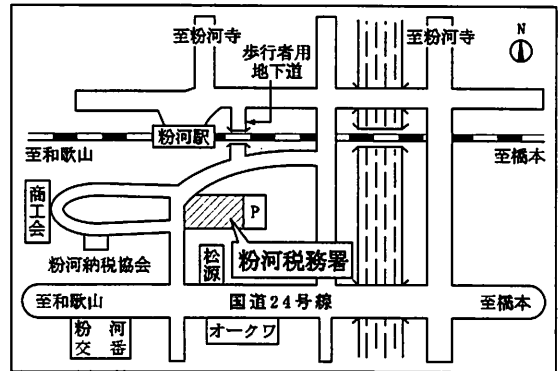 至粉河寺
歩行者用
地下道
至粉河寺
N
粉河駅
至和歌山
至橋本
商工会
P
粉河納税協会
松源
粉河税務署
至和歌山
国道24号線
至橋本
粉河
交番
オークワ